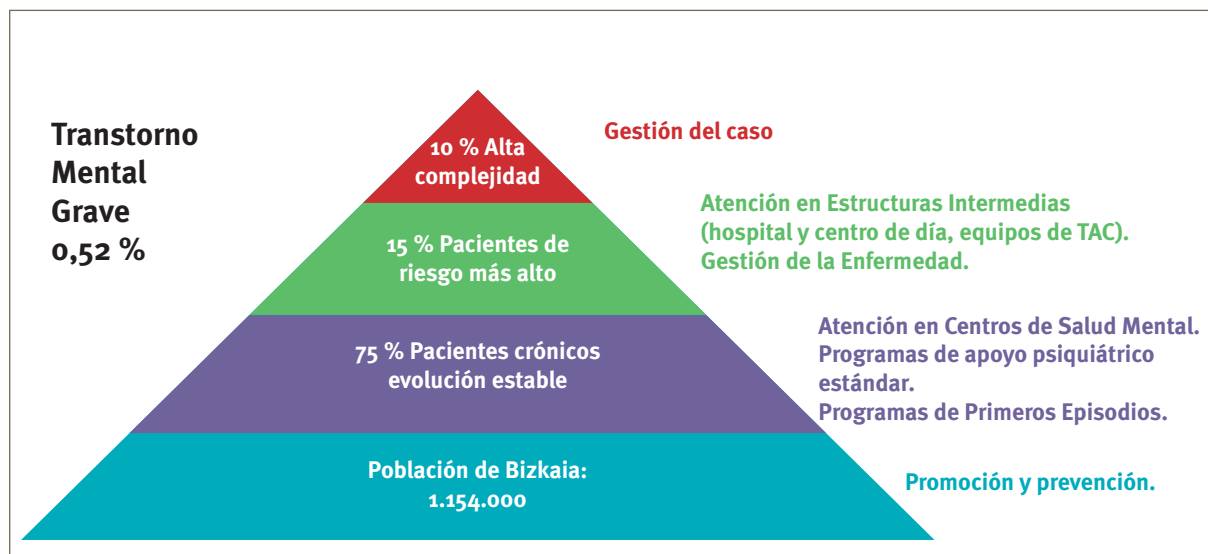 Transtorno
Mental
Grave
0,52 %
10 % Alta
complejidad
Gestión del caso
15 % Pacientes de
riesgo más alto
Atención en Estructuras Intermedias
(hospital y centro de día, equipos de TAC).
Gestión de la Enfermedad.
75 % Pacientes crónicos
evolución estable
Atención en Centros de Salud Mental.
Programas de apoyo psiquiátrico
estándar.
Programas de Primeros Episodios.
Población de Bizkaia:
1.154.000
Promoción y prevención.